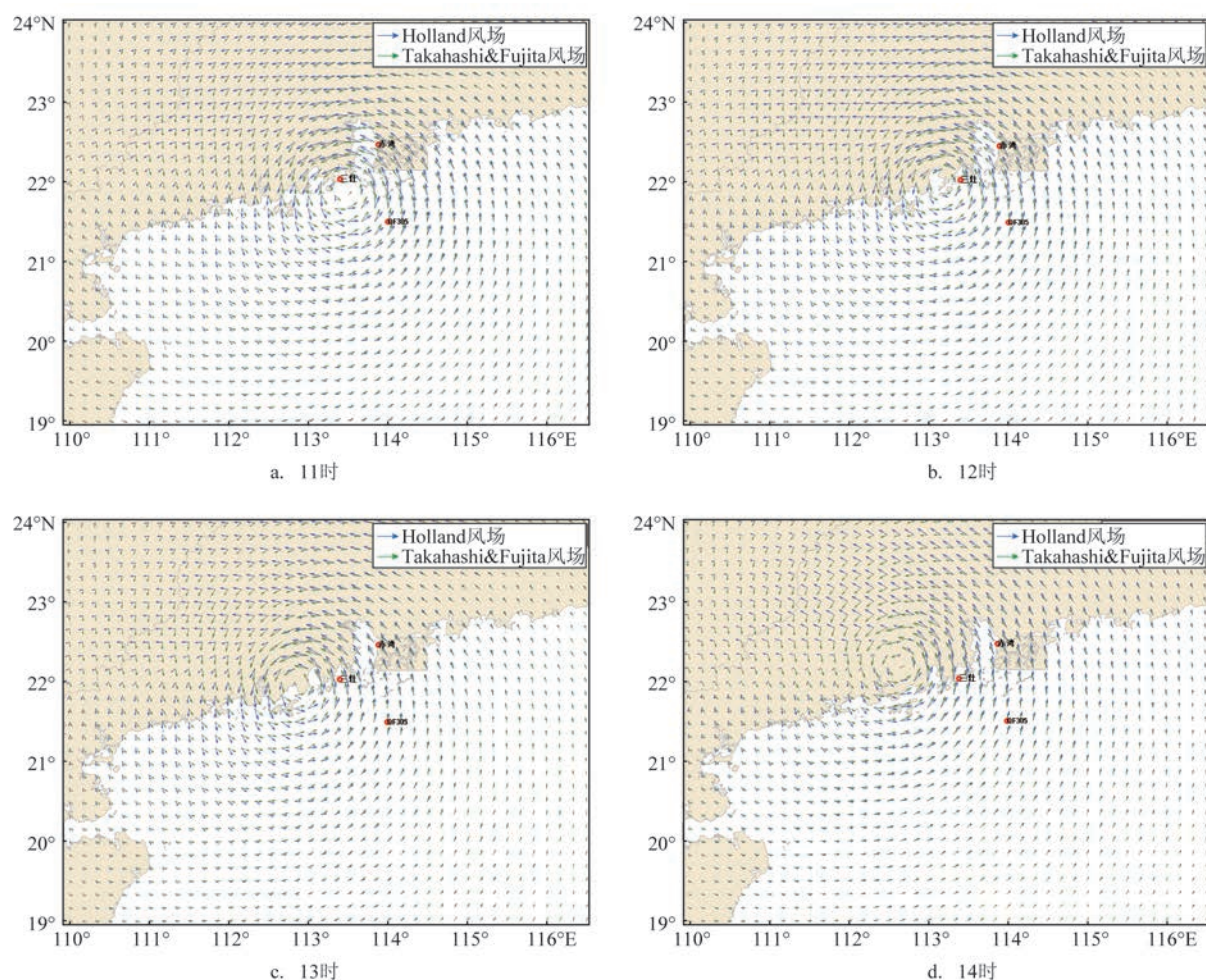 24°N
23°
22°
21°
20°
19°
110°
111°
112°
113°
114°
115°
116°E
Holland风场
Takahashi&Fujita风场
a. 11时
24°N
23°
22°
21°
20°
19°
110°
111°
112°
113°
114°
115°
116°E
Holland风场
Takahashi&Fujita风场
b. 12时
24°N
23°
22°
21°
20°
19°
110°
111°
112°
113°
114°
115°
116°E
Holland风场
Takahashi&Fujita风场
c. 13时
24°N
23°
22°
21°
20°
19°
110°
111°
112°
113°
114°
115°
116°E
Holland风场
Takahashi&Fujita风场
d. 14时